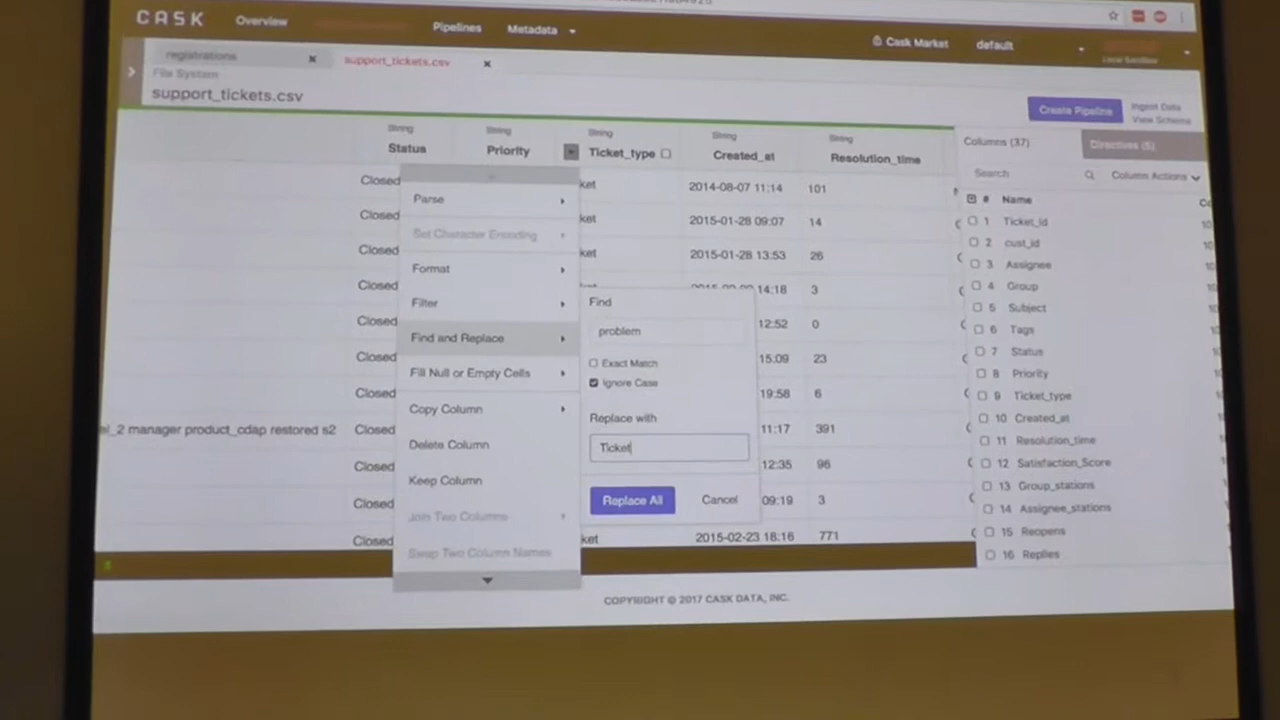 CASK Overview Pipelines Metadata Cask Market default
Local Sandbox
registrations x support_tickets.csv x
File System
support_tickets.csv
Create Pipeline Ingest Data
View Schema
String String String String String
Status Priority Ticket_type Created_at Resolution_time
Columns (37) Directives (5)
Search Column Actions
# Name
Closed ket 2014-08-07 11:14 101
Closed ket 2015-01-28 09:07 14
Closed ket 2015-01-28 13:53 26
Closed 14:18 3
Closed 12:52 0
Closed 15:09 23
Closed 19:58 6
manager product_cdap restored s2 Closed 11:17 391
Closed 12:35 96
Closed 09:19 3
Closed ket 2015-02-23 18:16 771
Parse
Set Character Encoding
Format
Filter
Find and Replace
Fill Null or Empty Cells
Copy Column
Delete Column
Keep Column
Join Two Columns
Swap Two Column Names
Find
problem
Exact Match
Ignore Case
Replace with
Ticket
Replace All Cancel
1 Ticket_id
2 cust_id
3 Assignee
4 Group
5 Subject
6 Tags
7 Status
8 Priority
9 Ticket_type
10 Created_at
11 Resolution_time
12 Satisfaction_Score
13 Group_stations
14 Assignee_stations
15 Reopens
16 Replies
COPYRIGHT © 2017 CASK DATA, INC.